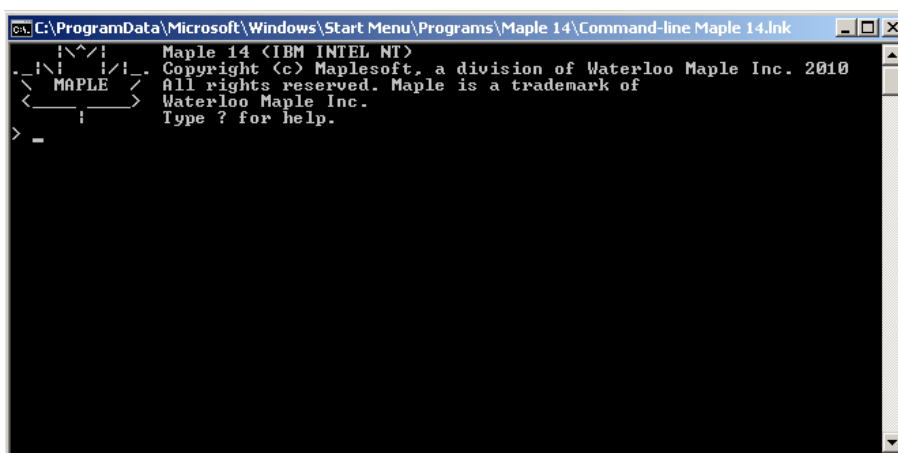 C:\ProgramData\Microsoft\Windows\Start Menu\Programs\Maple 14\Command-line Maple 14.lnk
    |\^/|     Maple 14 (IBM INTEL NT)
._|\|   |/|_. Copyright (c) Maplesoft, a division of Waterloo Maple Inc. 2010
 \  MAPLE  /  All rights reserved. Maple is a trademark of
 <____ ____>  Waterloo Maple Inc.
      |       Type ? for help.
> _